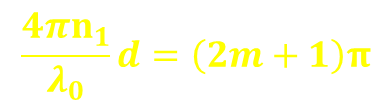 4πn₁/λ₀ d = (2m + 1)π